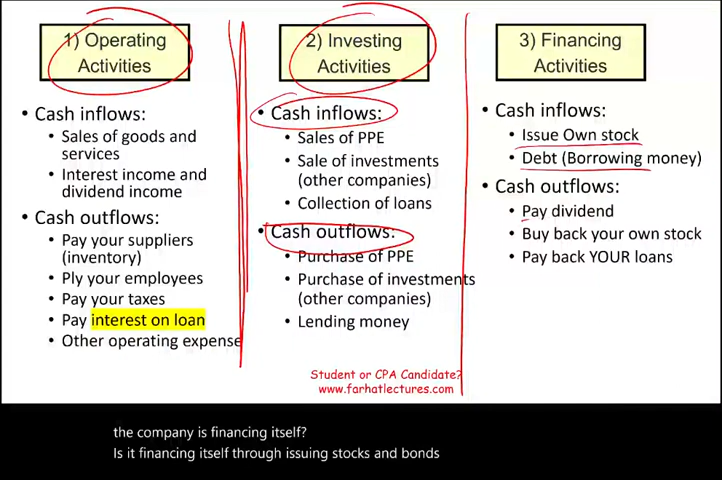 1) Operating
Activities
• Cash inflows:
• Sales of goods and
services
• Interest income and
dividend income
• Cash outflows:
• Pay your suppliers
(inventory)
• Ply your employees
• Pay your taxes
• Pay interest on loan
• Other operating expense
2) Investing
Activities
• Cash inflows:
• Sales of PPE
• Sale of investments
(other companies)
• Collection of loans
• Cash outflows:
• Purchase of PPE
• Purchase of investments
(other companies)
• Lending money
3) Financing
Activities
• Cash inflows:
• Issue Own stock
• Debt (Borrowing money)
• Cash outflows:
• Pay dividend
• Buy back your own stock
• Pay back YOUR loans
Student or CPA Candidate?
www.farhatlectures.com
the company is financing itself?
Is it financing itself through issuing stocks and bonds